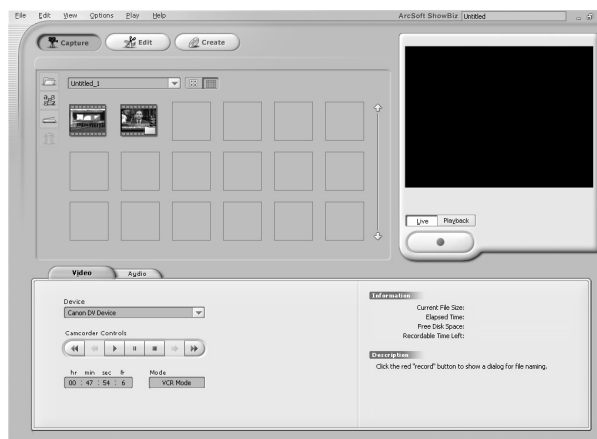 File Edit View Options Play Help
ArcSoft ShowBiz Untitled
Capture Edit Create
Untitled_1
Live Playback
Video Audio
Device
Canon DV Device
Camcorder Controls
hr min sec fr Mode
00 : 47 : 54 : 6 VCR Mode
Information
Current File Size:
Elapsed Time:
Free Disk Space:
Recordable Time Left:
Description
Click the red "record" button to show a dialog for file naming.